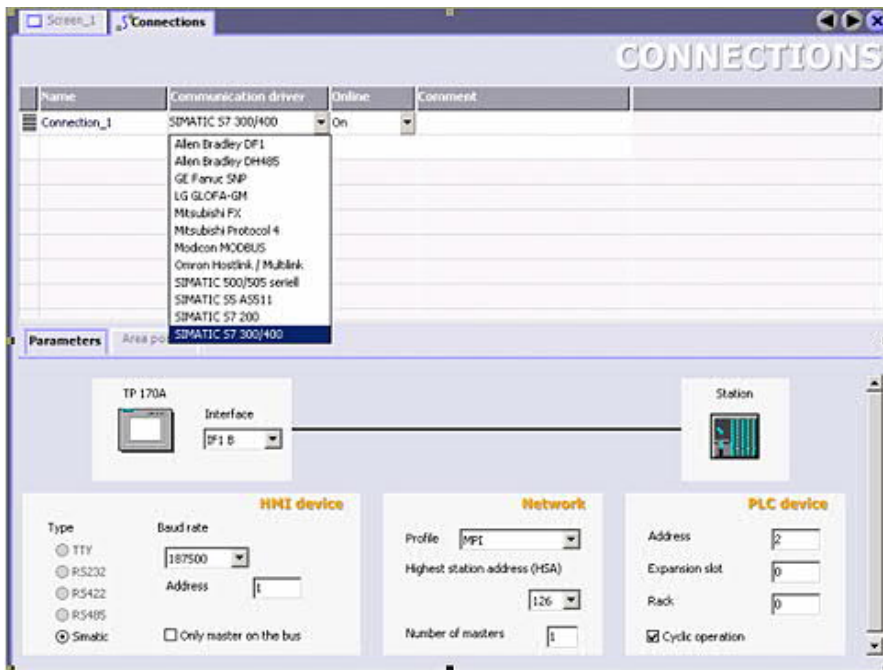 Screen_1 Connections
CONNECTIONS
Name Communication driver Online Comment
Connection_1 SIMATIC S7 300/400 On
Allen Bradley DF1
Allen Bradley DH485
GE Fanuc SNP
LG GLOFA-GM
Mitsubishi FX
Mitsubishi Protocol 4
Modicon MODBUS
Omron Hostlink / Multilink
SIMATIC 500/505 seriell
SIMATIC S5 AS511
SIMATIC S7 200
SIMATIC S7 300/400
Parameters Area po
TP 170A
Interface
IF1 B
Station
HMI device
Type Baud rate
TTY
187500
RS232
Address 1
RS422
RS485
Simatic Only master on the bus
Network
Profile MPI
Highest station address (HSA)
126
Number of masters 1
PLC device
Address 2
Expansion slot 0
Rack 0
Cyclic operation